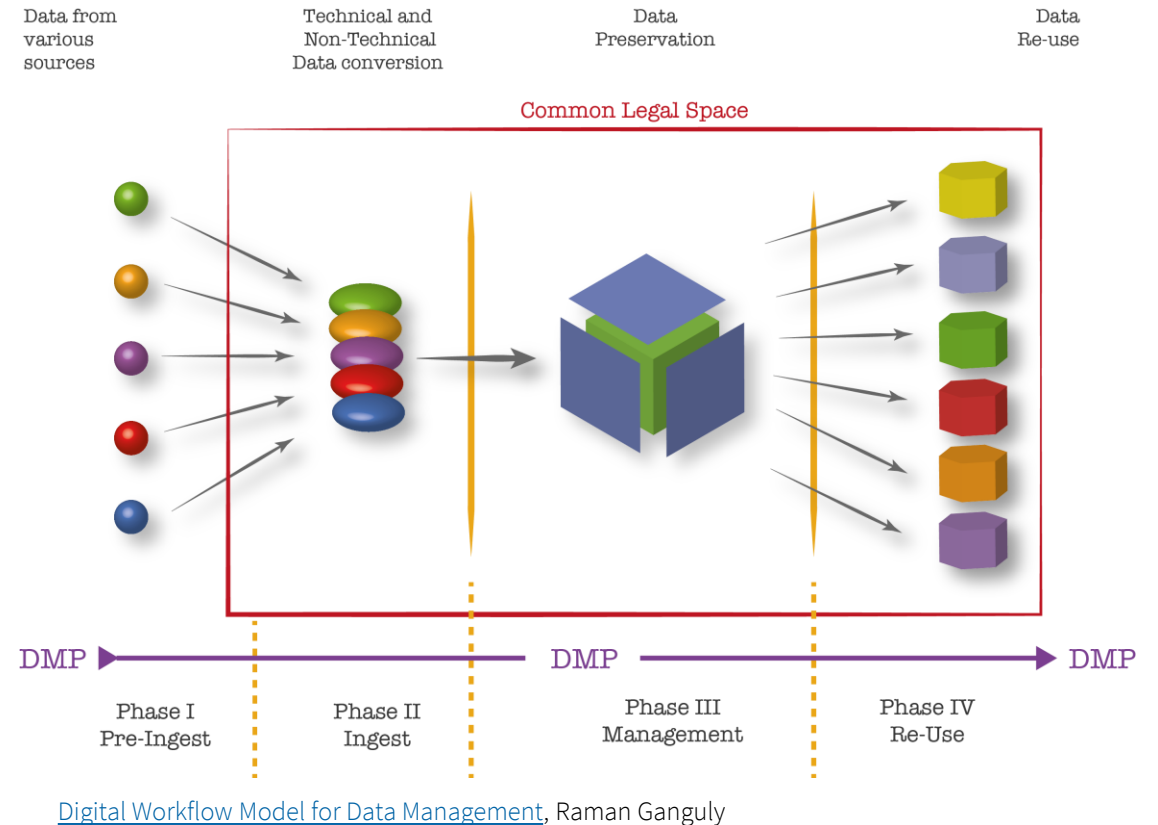 Data from
various
sources
Technical and
Non-Technical
Data conversion
Data
Preservation
Data
Re-use
Common Legal Space
DMP
DMP
DMP
Phase I
Pre-Ingest
Phase II
Ingest
Phase III
Management
Phase IV
Re-Use
Digital Workflow Model for Data Management, Raman Ganguly